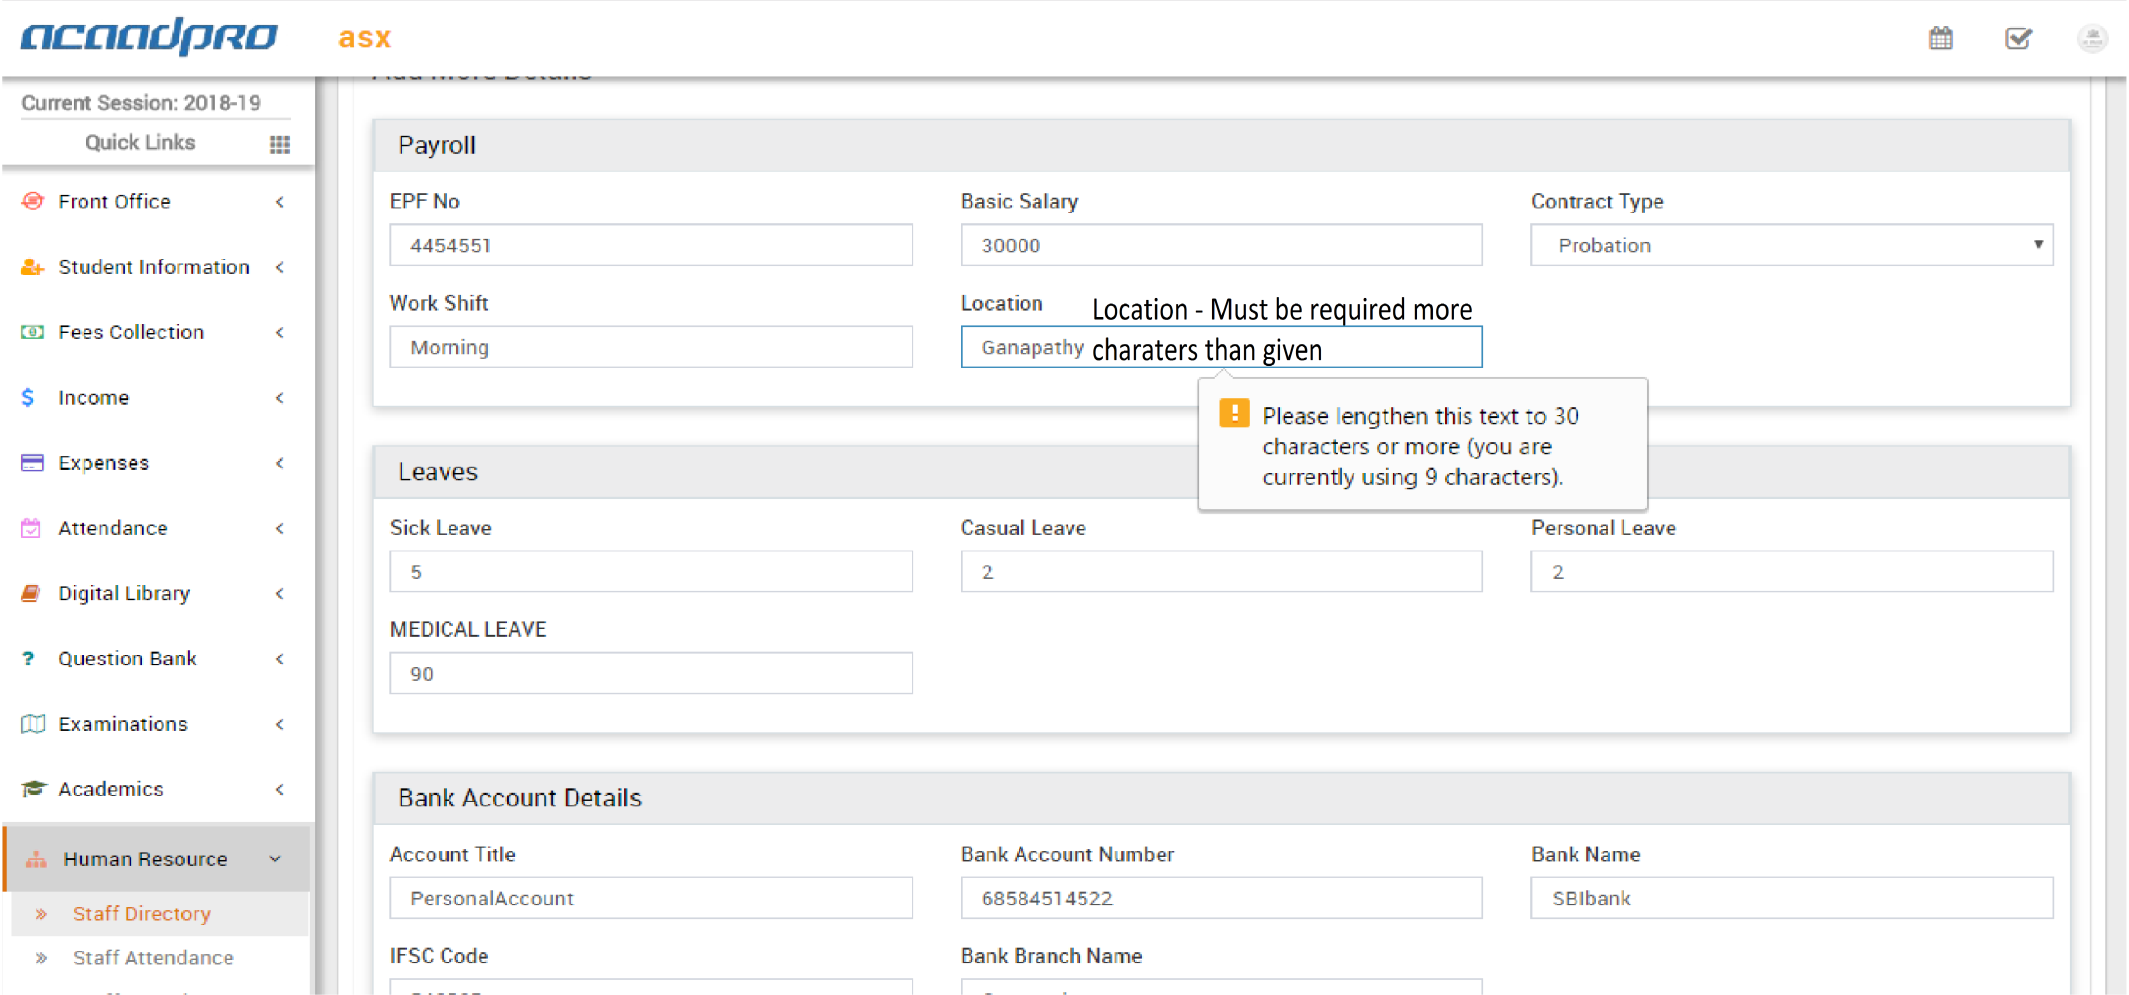 acaadpro
asx
Add More Details
Current Session: 2018-19
Quick Links
Front Office
Student Information
Fees Collection
Income
Expenses
Attendance
Digital Library
Question Bank
Examinations
Academics
Human Resource
Staff Directory
Staff Attendance
Payroll
EPF No
Basic Salary
Contract Type
4454551
30000
Probation
Work Shift
Location
Location - Must be required more
Morning
Ganapathy
charaters than given
Please lengthen this text to 30
characters or more (you are
currently using 9 characters).
Leaves
Sick Leave
Casual Leave
Personal Leave
5
2
2
MEDICAL LEAVE
90
Bank Account Details
Account Title
Bank Account Number
Bank Name
PersonalAccount
68584514522
SBIbank
IFSC Code
Bank Branch Name